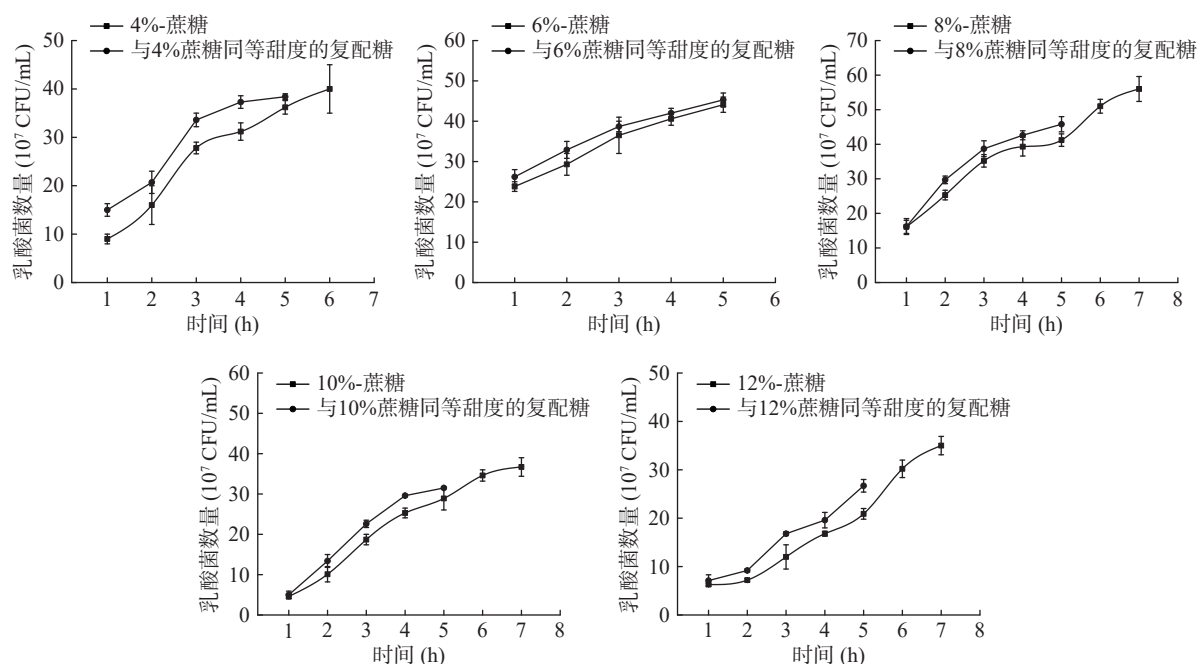 4%-蔗糖
与4%蔗糖同等甜度的复配糖
乳酸菌数量 (10⁷ CFU/mL)
50
40
30
20
10
0
1 2 3 4 5 6 7
时间 (h)
6%-蔗糖
与6%蔗糖同等甜度的复配糖
乳酸菌数量 (10⁷ CFU/mL)
60
50
40
30
20
10
0
1 2 3 4 5 6
时间 (h)
8%-蔗糖
与8%蔗糖同等甜度的复配糖
乳酸菌数量 (10⁷ CFU/mL)
70
60
50
40
30
20
10
0
1 2 3 4 5 6 7 8
时间 (h)
10%-蔗糖
与10%蔗糖同等甜度的复配糖
乳酸菌数量 (10⁷ CFU/mL)
60
50
40
30
20
10
0
1 2 3 4 5 6 7 8
时间 (h)
12%-蔗糖
与12%蔗糖同等甜度的复配糖
乳酸菌数量 (10⁷ CFU/mL)
50
40
30
20
10
0
1 2 3 4 5 6 7 8
时间 (h)